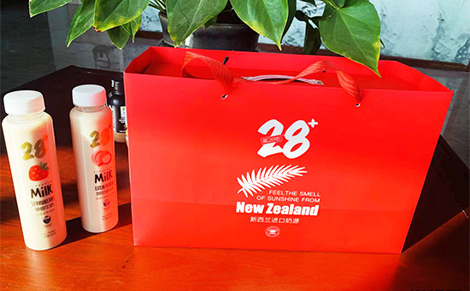 28
MiLK
28
MiLK
28+
FEEL THE SMELL
OF SUNSHINE FROM
New Zealand
新西兰进口奶源